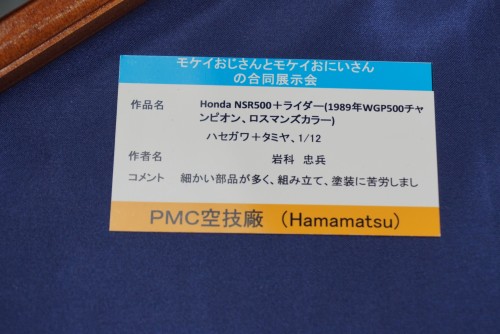 モケイおじさんとモケイおにいさん
の合同展示会
作品名 Honda NSR500＋ライダー(1989年WGP500チャ
ンピオン、ロスマンズカラー)
ハセガワ＋タミヤ、1/12
作者名 岩科 忠兵
コメント 細かい部品が多く、組み立て、塗装に苦労しまし
PMC空技廠 （Hamamatsu）